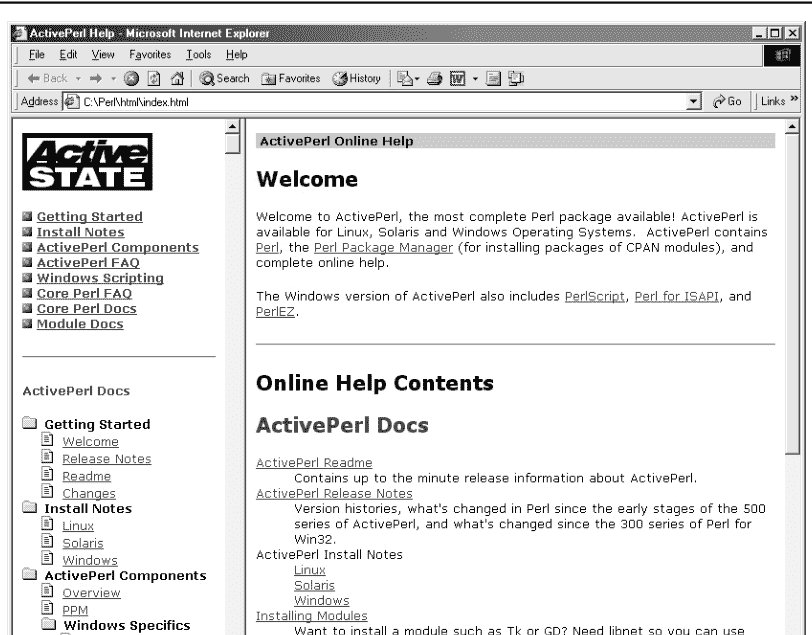 ActivePerl Help - Microsoft Internet Explorer
File Edit View Favorites Tools Help
Back Search Favorites History
Address C:\Perl\html\index.html Go Links »
Active
STATE
Getting Started
Install Notes
ActivePerl Components
ActivePerl FAQ
Windows Scripting
Core Perl FAQ
Core Perl Docs
Module Docs
ActivePerl Docs
Getting Started
Welcome
Release Notes
Readme
Changes
Install Notes
Linux
Solaris
Windows
ActivePerl Components
Overview
PPM
Windows Specifics
ActivePerl Online Help
Welcome
Welcome to ActivePerl, the most complete Perl package available! ActivePerl is
available for Linux, Solaris and Windows Operating Systems. ActivePerl contains
Perl, the Perl Package Manager (for installing packages of CPAN modules), and
complete online help.
The Windows version of ActivePerl also includes PerlScript, Perl for ISAPI, and
PerlEZ.
Online Help Contents
ActivePerl Docs
ActivePerl Readme
Contains up to the minute release information about ActivePerl.
ActivePerl Release Notes
Version histories, what's changed in Perl since the early stages of the 500
series of ActivePerl, and what's changed since the 300 series of Perl for
Win32.
ActivePerl Install Notes
Linux
Solaris
Windows
Installing Modules
Want to install a module such as Tk or GD? Need libnet so you can use